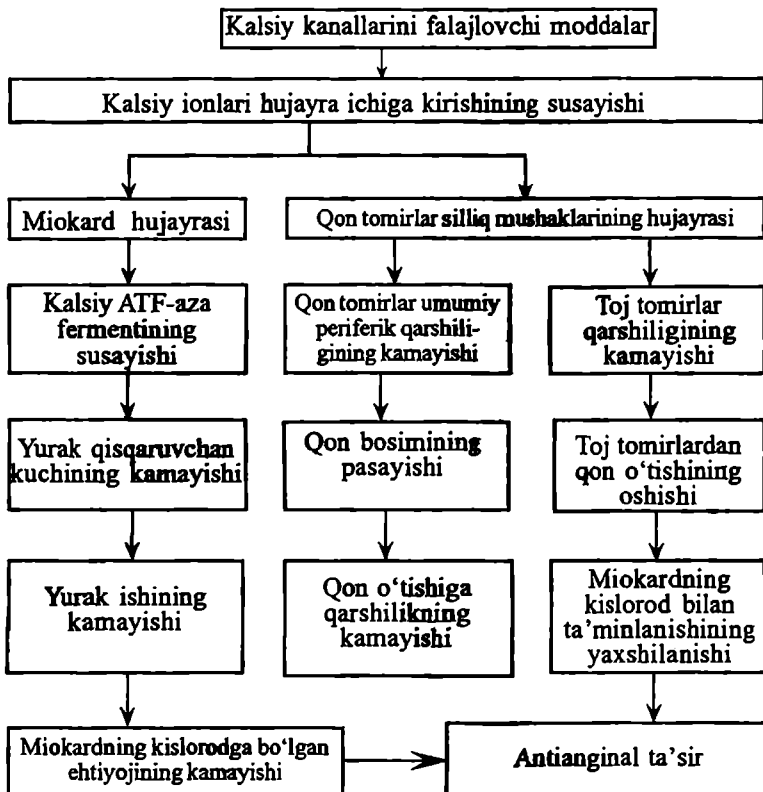 Kalsiy kanallarini falajlovchi moddalar
Kalsiy ionlari hujayra ichiga kirishining susayishi
Miokard hujayrasi
Qon tomirlar silliq mushaklarining hujayrasi
Kalsiy ATF-aza
fermentining
susayishi
Qon tomirlar umumiy
periferik qarshili-
gining kamayishi
Toj tomirlar
qarshiligining
kamayishi
Yurak qisqaruvchan
kuchining kamayishi
Qon bosimining
pasayishi
Toj tomirlardan
qon o‘tishining
oshishi
Yurak ishining
kamayishi
Qon o‘tishiga
qarshilikning
kamayishi
Miokardning
kislorod bilan
ta’minlanishining
yaxshilanishi
Miokardning kislorodga bo‘lgan
ehtiyojining kamayishi
Antianginal ta’sir